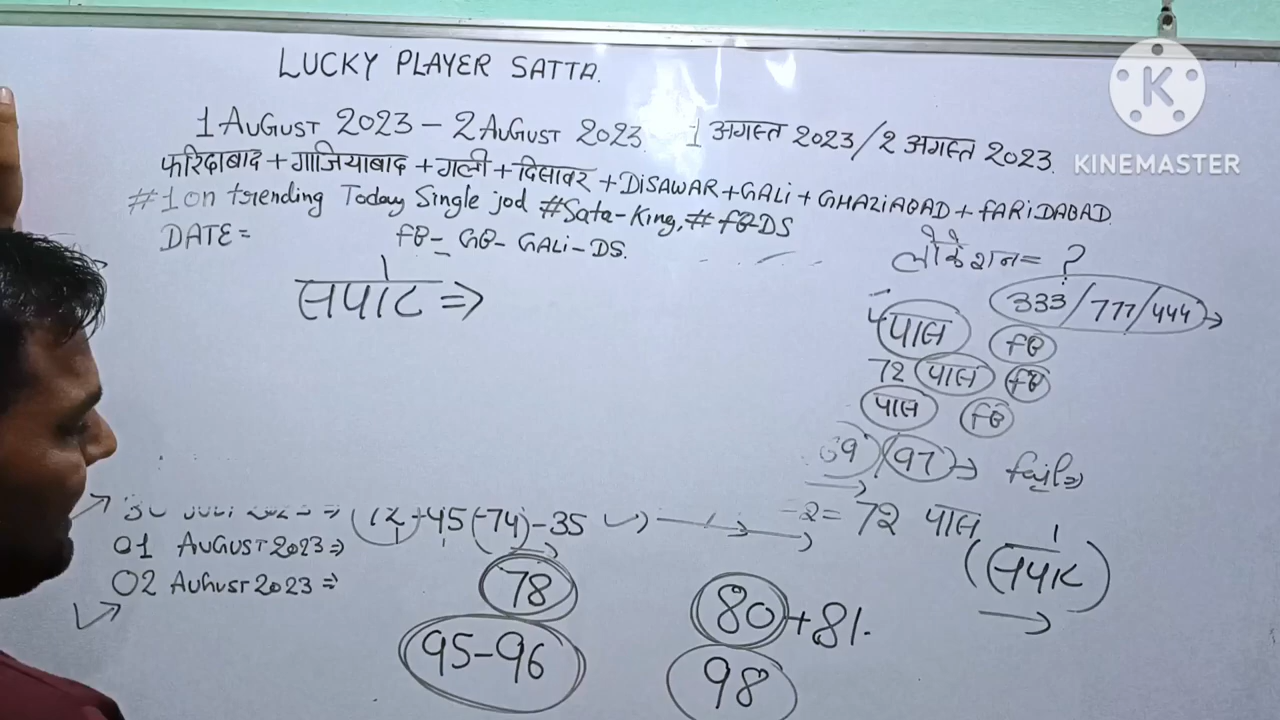 LUCKY PLAYER SATTA.
1 AUGUST 2023 – 2 AUGUST 2023. 1 अगस्त 2023/2 अगस्त 2023.
फरिदाबाद + गाजियाबाद + गली + दिसावर + DISAWAR + GALI + GHAZIABAD + FARIDABAD
#1 on trending Today Single jod #Sata-King, # fB-DS
DATE= fB- GB- GALI-DS.
लोकेशन= ?
सपोट =>
333/777/444
पास fB
72 पास fB
पास fB
69 97 → fail
72+45-74-35
2= 72 पास
01 AUGUST 2023 =>
(सपोट)
02 AUGUST 2023 =>
78
80+81.
95-96
98
K
KINEMASTER